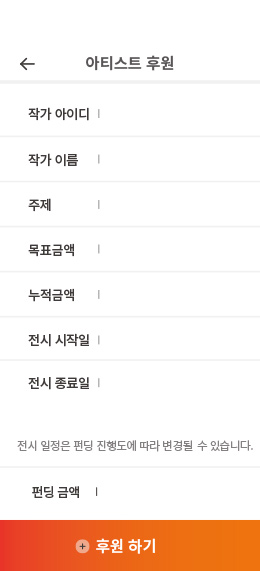 아티스트 후원
작가 아이디 |
작가 이름 |
주제 |
목표금액 |
누적금액 |
전시 시작일 |
전시 종료일 |
전시 일정은 펀딩 진행도에 따라 변경될 수 있습니다.
펀딩 금액 |
후원 하기